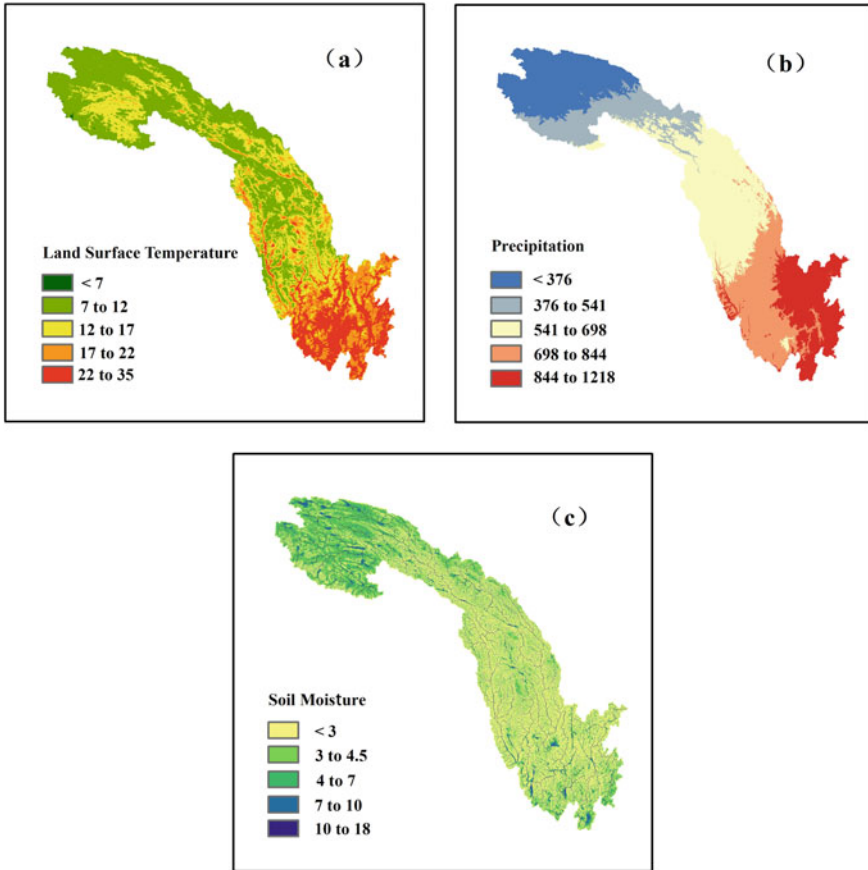 (a)
Land Surface Temperature
< 7
7 to 12
12 to 17
17 to 22
22 to 35
(b)
Precipitation
< 376
376 to 541
541 to 698
698 to 844
844 to 1218
(c)
Soil Moisture
< 3
3 to 4.5
4 to 7
7 to 10
10 to 18